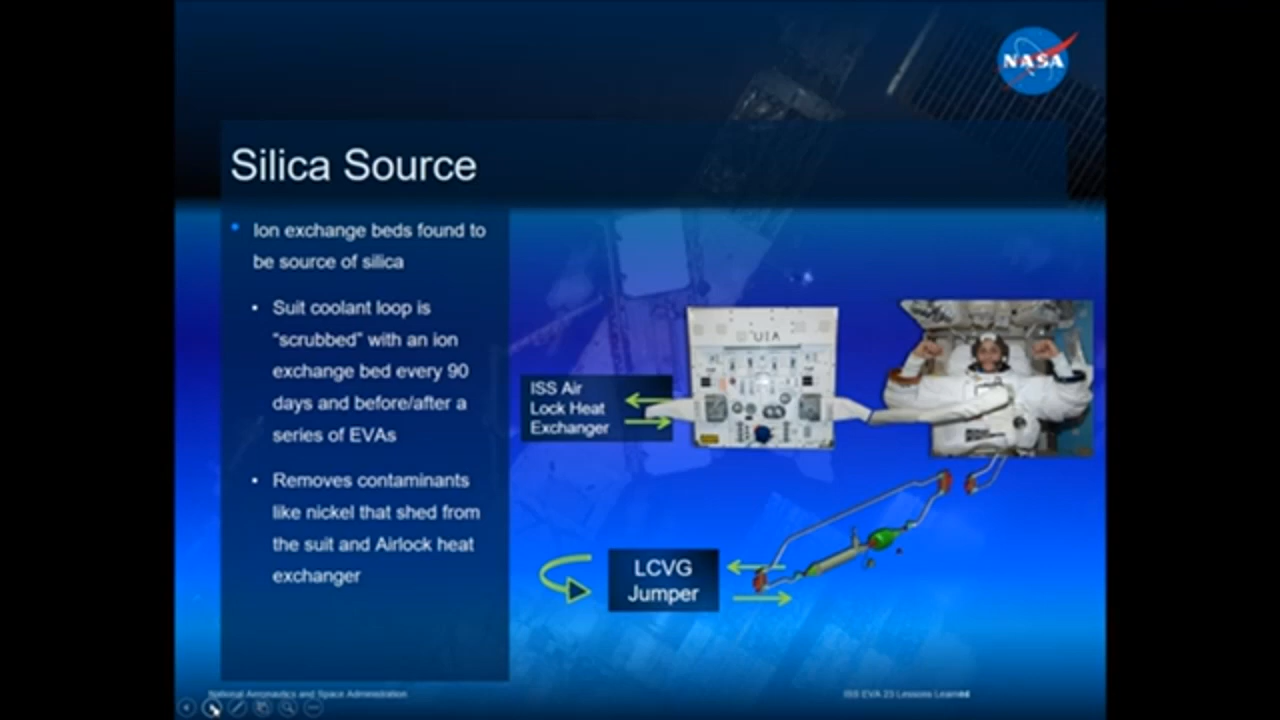 NASA
Silica Source
Ion exchange beds found to
be source of silica
Suit coolant loop is
"scrubbed" with an ion
exchange bed every 90
days and before/after a
series of EVAs
Removes contaminants
like nickel that shed from
the suit and Airlock heat
exchanger
UIA
ISS Air
Lock Heat
Exchanger
LCVG
Jumper
National Aeronautics and Space Administration
ISS EVA 23 Lessons Learned